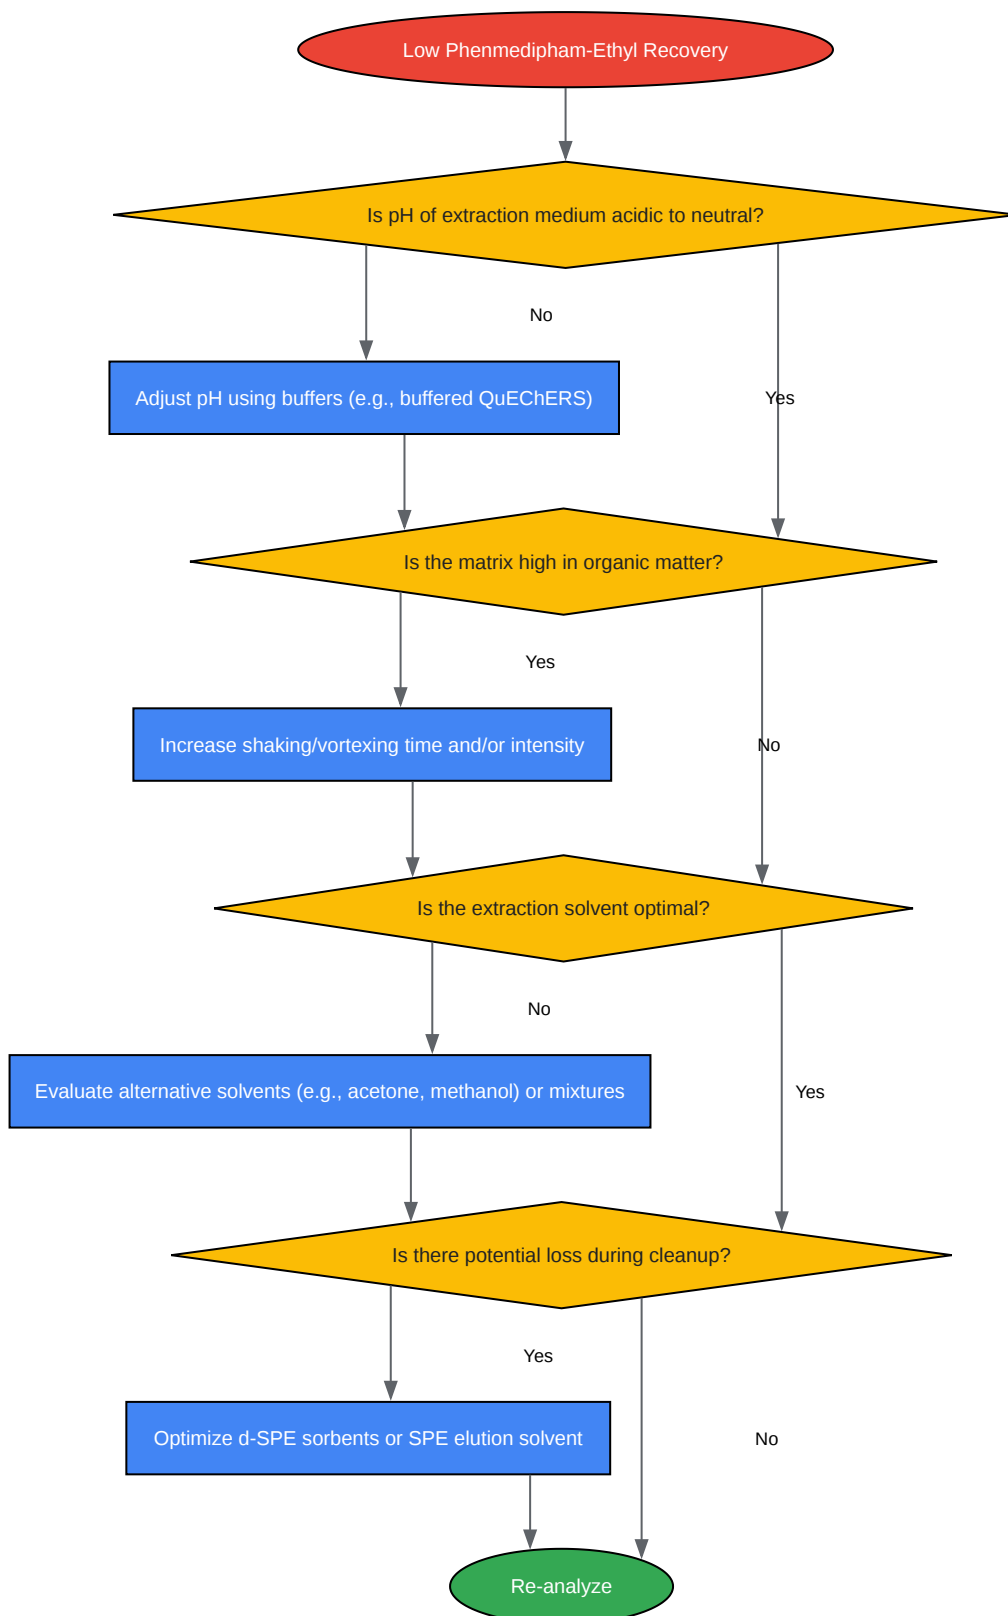 Low Phenmedipham-Ethyl Recovery
Is pH of extraction medium acidic to neutral?
No
Adjust pH using buffers (e.g., buffered QuEChERS)
Yes
Is the matrix high in organic matter?
Yes
Increase shaking/vortexing time and/or intensity
No
Is the extraction solvent optimal?
No
Evaluate alternative solvents (e.g., acetone, methanol) or mixtures
Yes
Is there potential loss during cleanup?
Yes
Optimize d-SPE sorbents or SPE elution solvent
No
Re-analyze